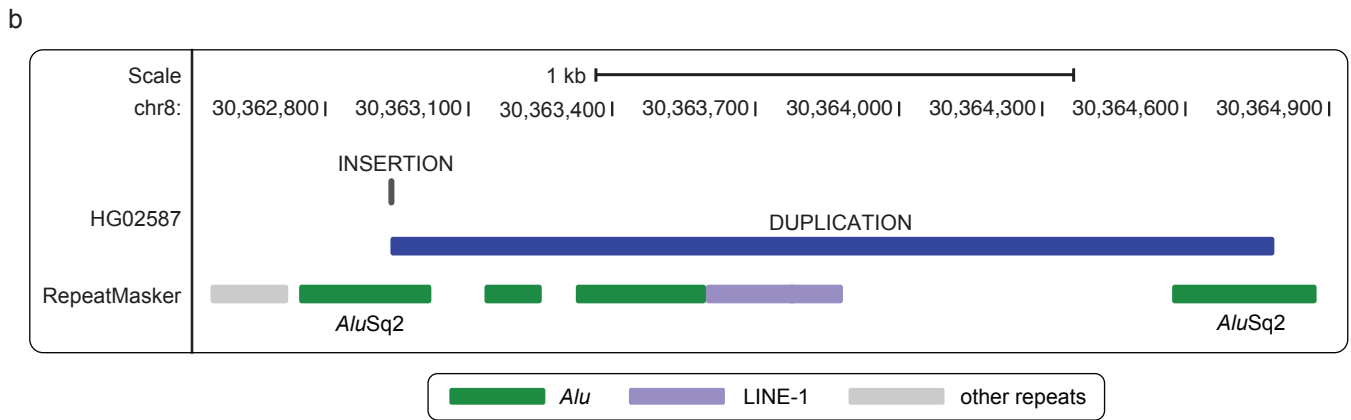 b
Scale 1 kb
chr8: 30,362,800 30,363,100 30,363,400 30,363,700 30,364,000 30,364,300 30,364,600 30,364,900
INSERTION
HG02587
DUPLICATION
RepeatMasker
AluSq2 AluSq2
Alu LINE-1 other repeats